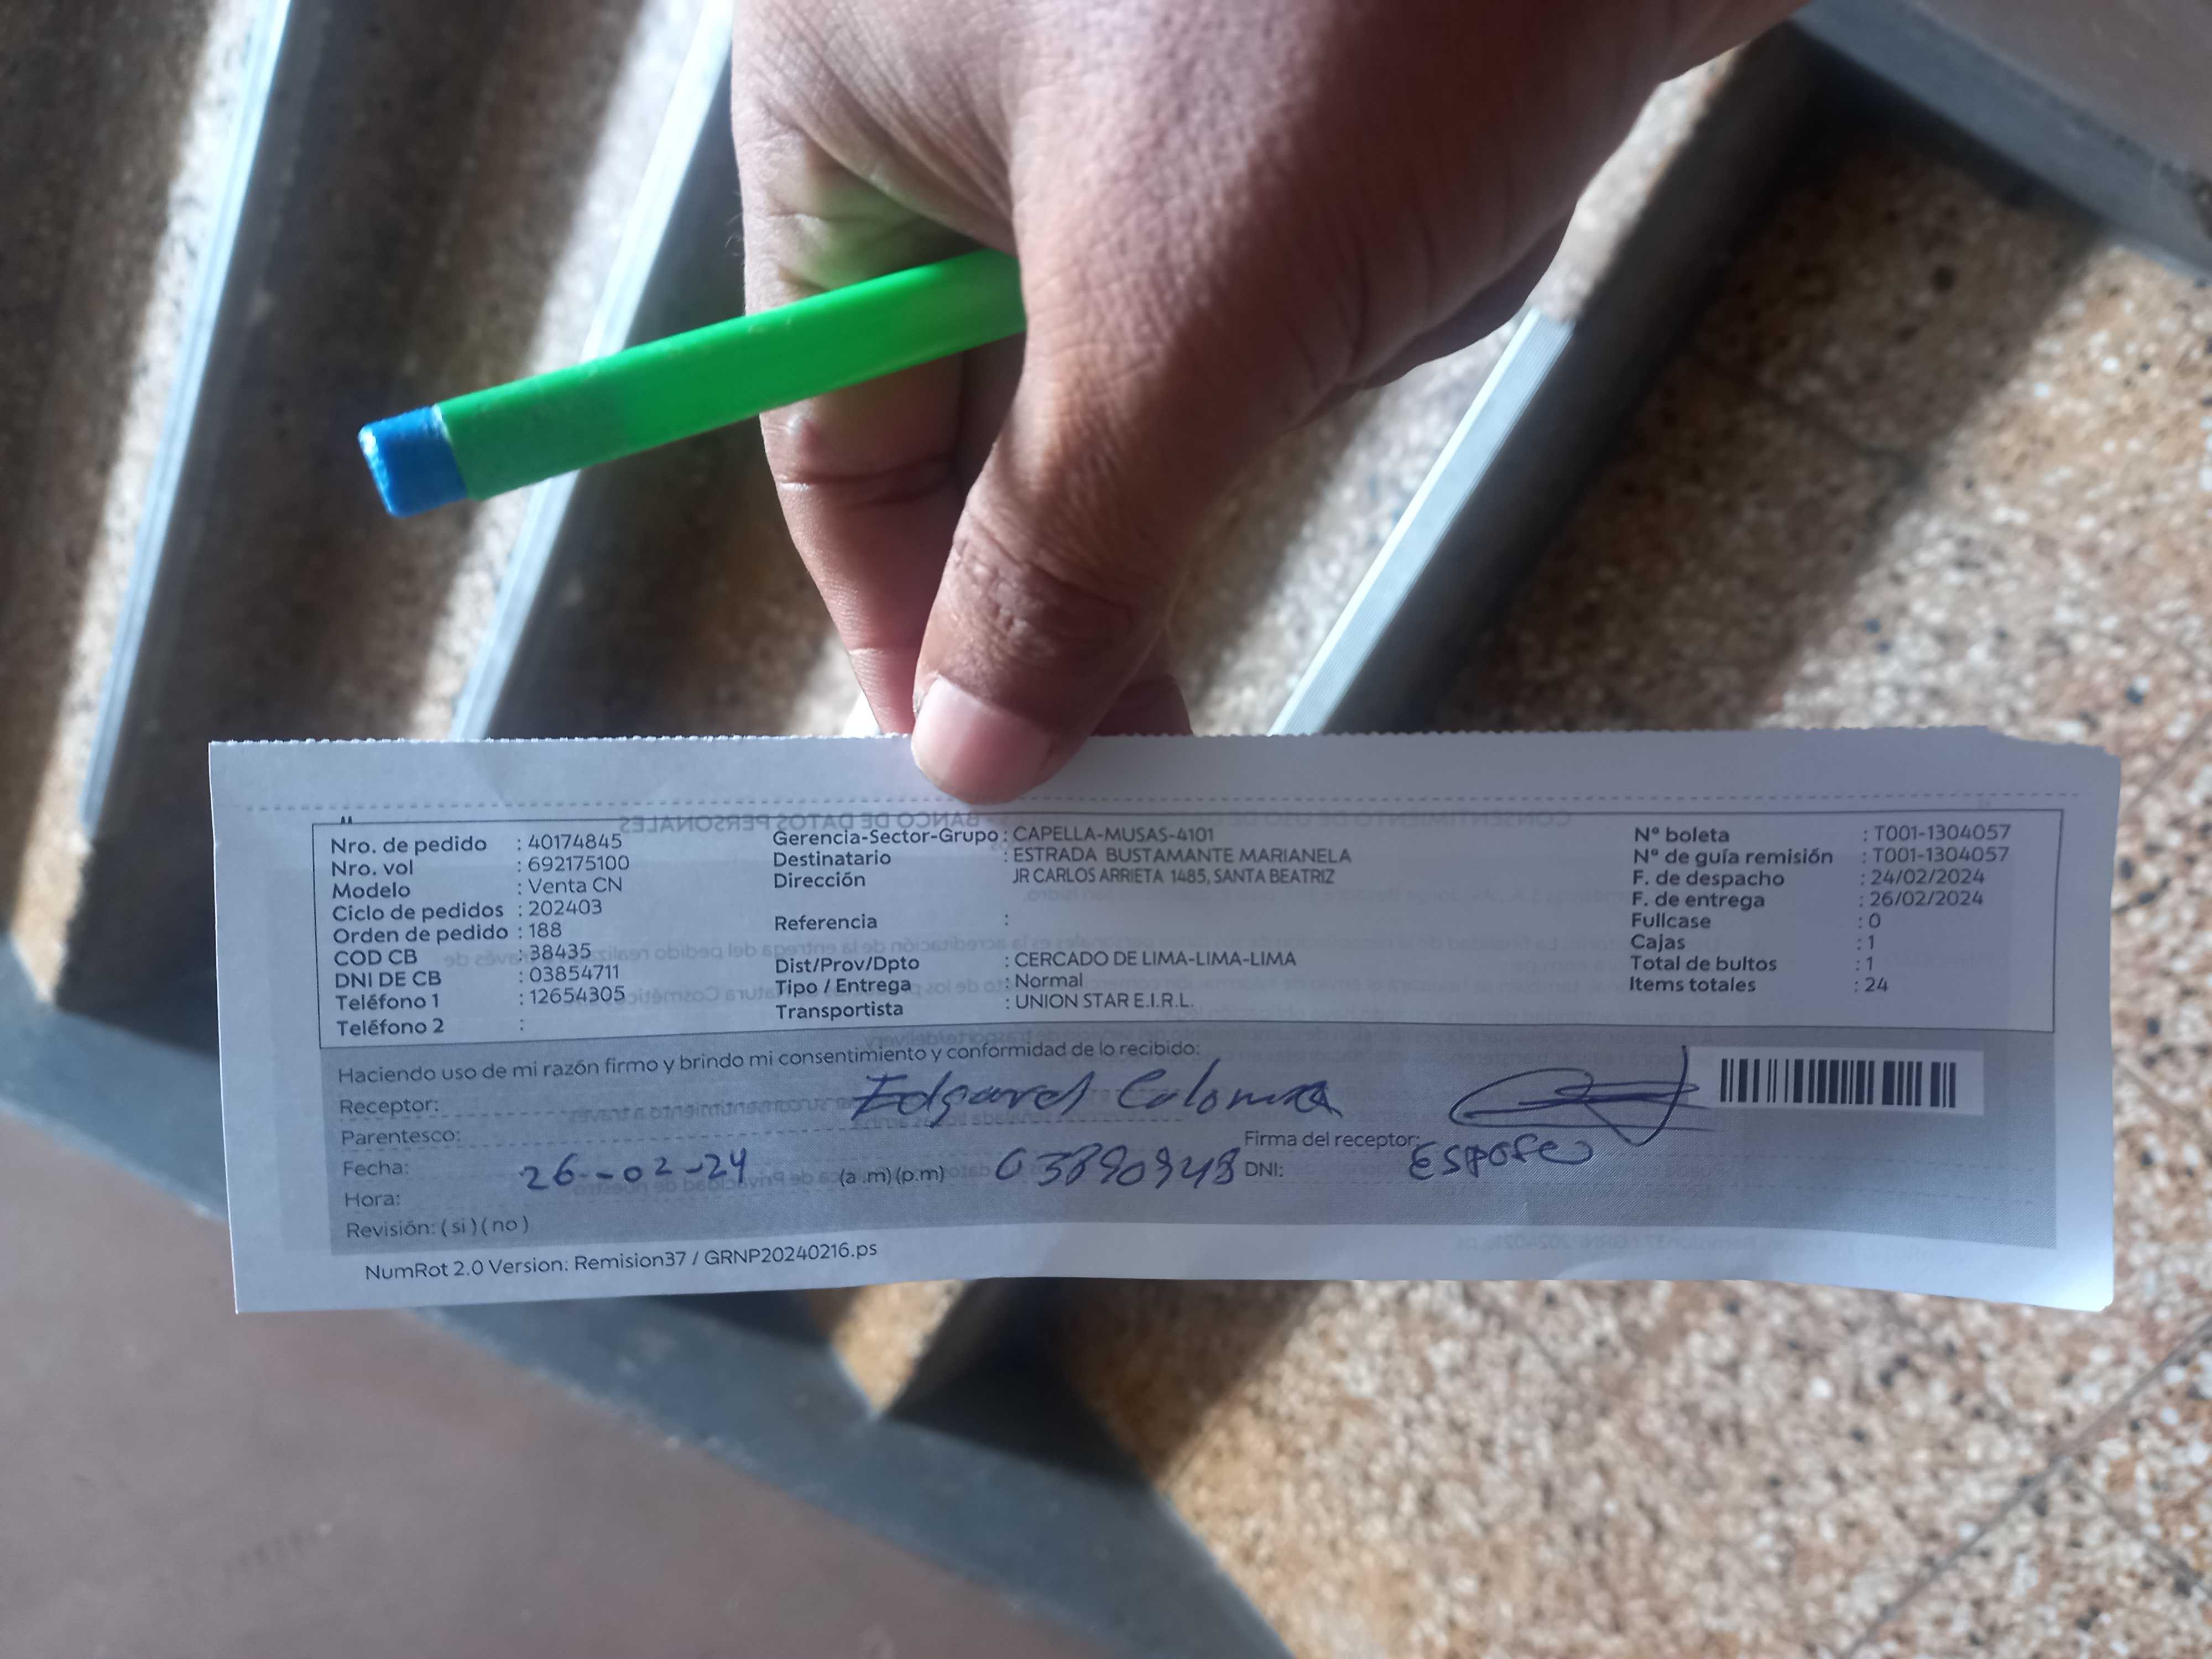 Nro. de pedido : 40174845
Nro. vol : 692175100
Modelo : Venta CN
Ciclo de pedidos : 202403
Orden de pedido : 188
COD CB : 38435
DNI DE CB : 03854711
Teléfono 1 : 12654305
Teléfono 2 :
Gerencia-Sector-Grupo : CAPELLA-MUSAS-4101
Destinatario : ESTRADA BUSTAMANTE MARIANELA
Dirección JR CARLOS ARRIETA 1485, SANTA BEATRIZ
Referencia :
Dist/Prov/Dpto : CERCADO DE LIMA-LIMA-LIMA
Tipo / Entrega : Normal
Transportista : UNION STAR E.I.R.L.
N° boleta : T001-1304057
N° de guía remisión : T001-1304057
F. de despacho : 24/02/2024
F. de entrega : 26/02/2024
Fullcase : 0
Cajas : 1
Total de bultos : 1
Items totales : 24
Haciendo uso de mi razón firmo y brindo mi consentimiento y conformidad de lo recibido:
Receptor:
Parentesco:
Firma del receptor:
Fecha: 26-02-24 (a .m)(p.m) DNI: Esposo
Hora:
Revisión: ( si ) ( no )
NumRot 2.0 Version: Remision37 / GRNP20240216.ps